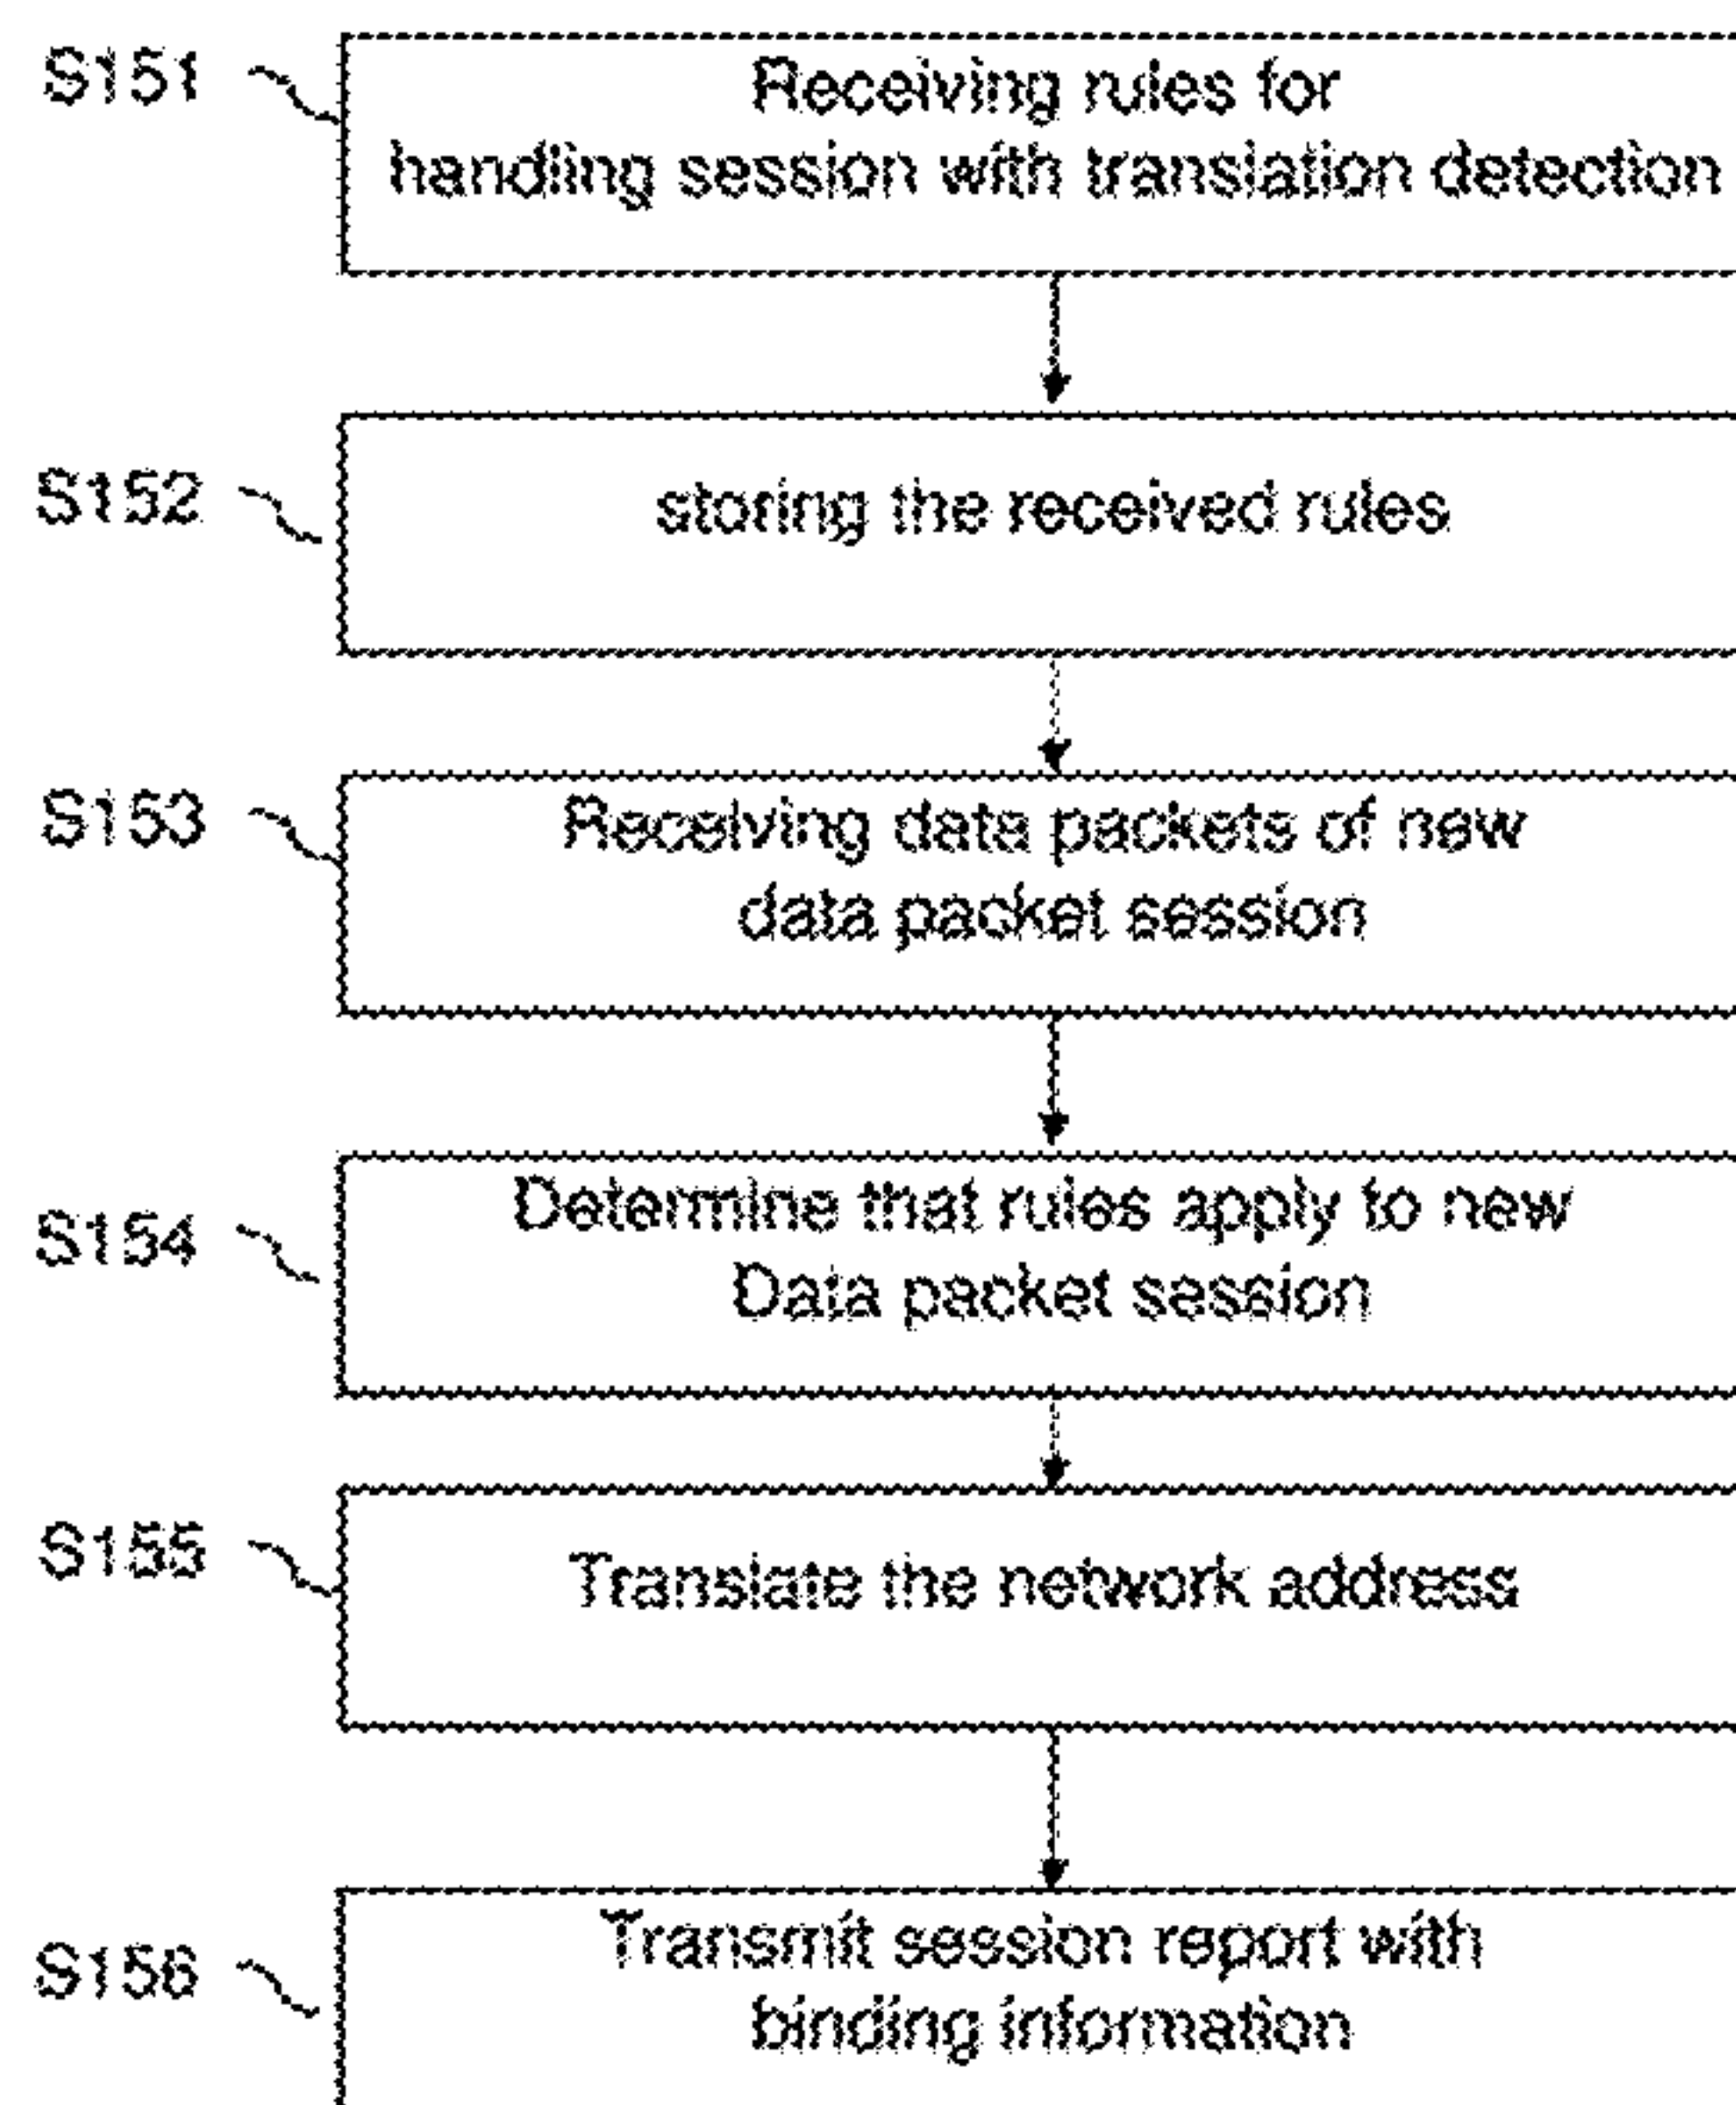 S151
Receiving rules for
handling session with translation detection
S152
storing the received rules
S153
Receiving data packets of new
data packet session
S154
Determine that rules apply to new
Data packet session
S155
Translate the network address
S156
Transmit session report with
binding information